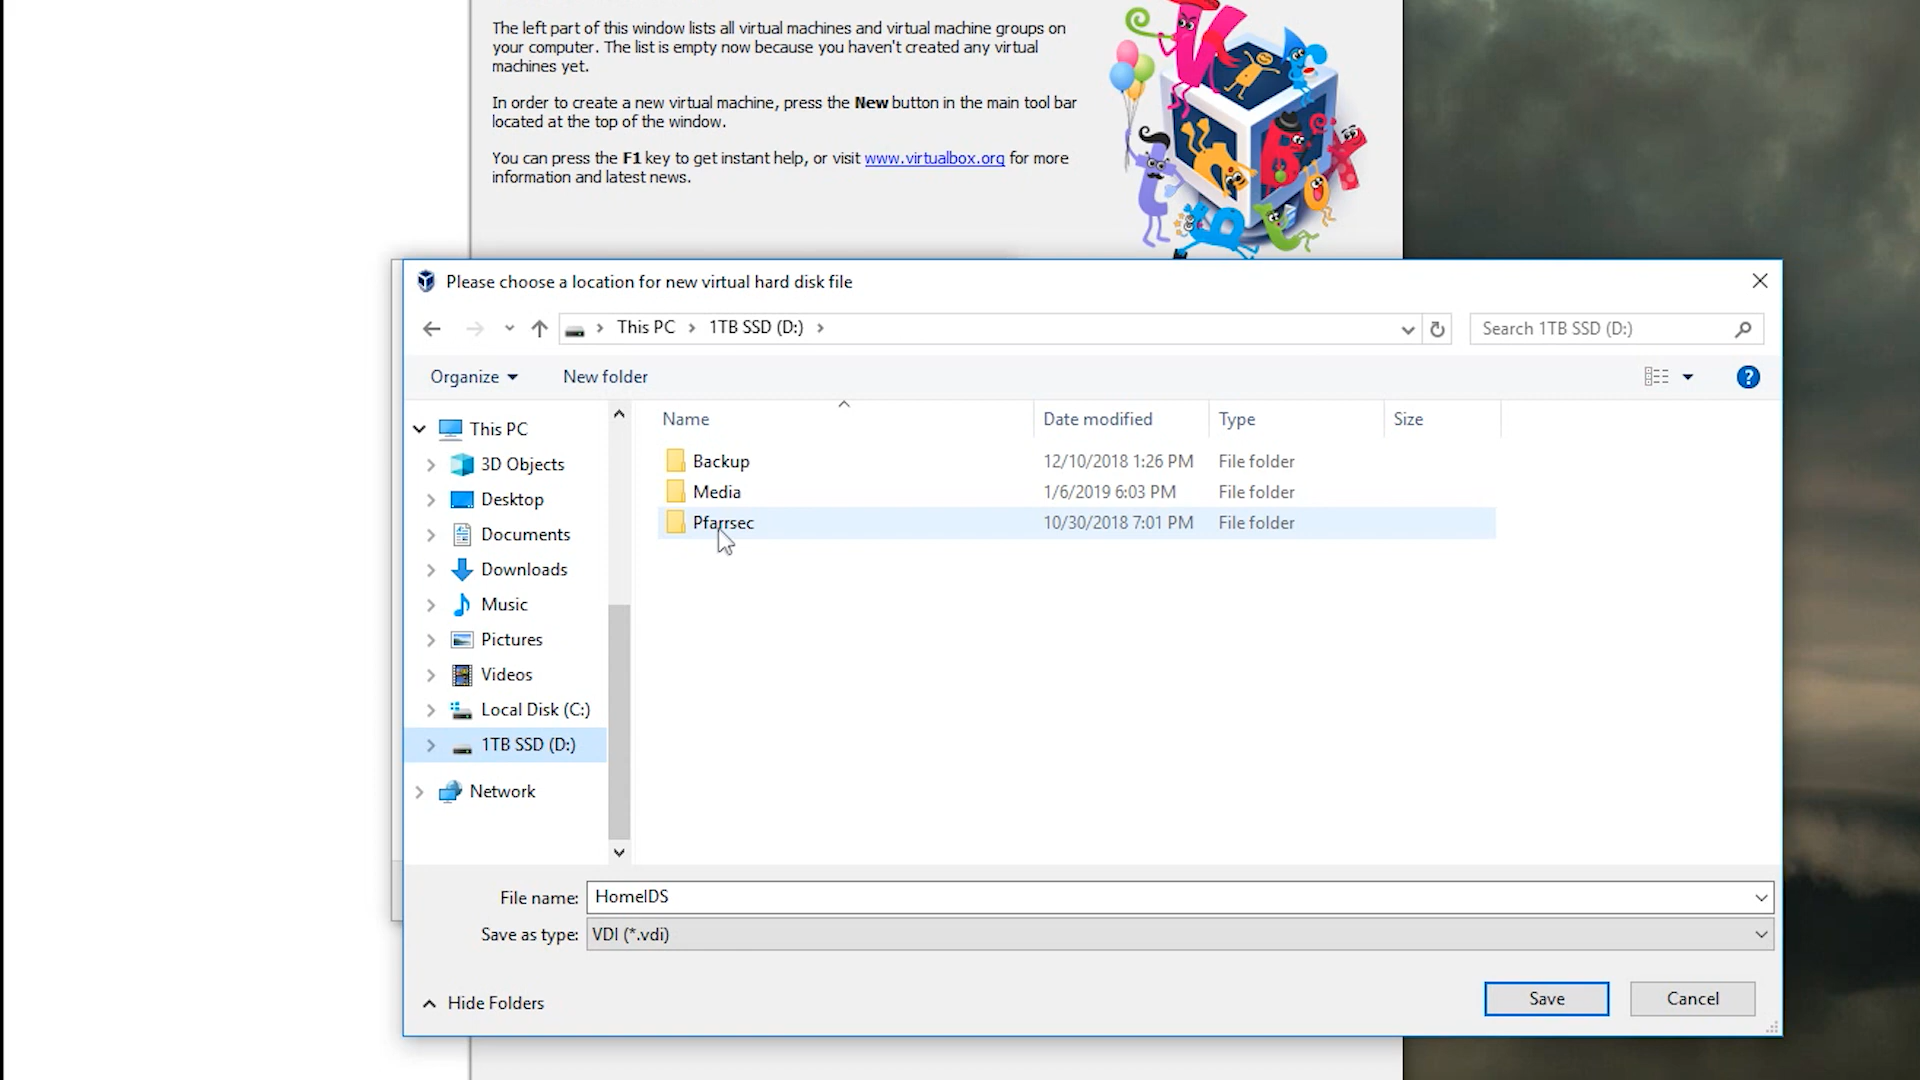 The left part of this window lists all virtual machines and virtual machine groups on
your computer. The list is empty now because you haven't created any virtual
machines yet.
In order to create a new virtual machine, press the New button in the main tool bar
located at the top of the window.
You can press the F1 key to get instant help, or visit www.virtualbox.org for more
information and latest news.
Please choose a location for new virtual hard disk file
This PC
1TB SSD (D:)
Search 1TB SSD (D:)
Organize
New folder
?
This PC
3D Objects
Desktop
Documents
Downloads
Music
Pictures
Videos
Local Disk (C:)
1TB SSD (D:)
Network
Name Date modified Type Size
Backup 12/10/2018 1:26 PM File folder
Media 1/6/2019 6:03 PM File folder
Pfarrsec 10/30/2018 7:01 PM File folder
File name: HomeIDS
Save as type: VDI (*.vdi)
Hide Folders
Save
Cancel